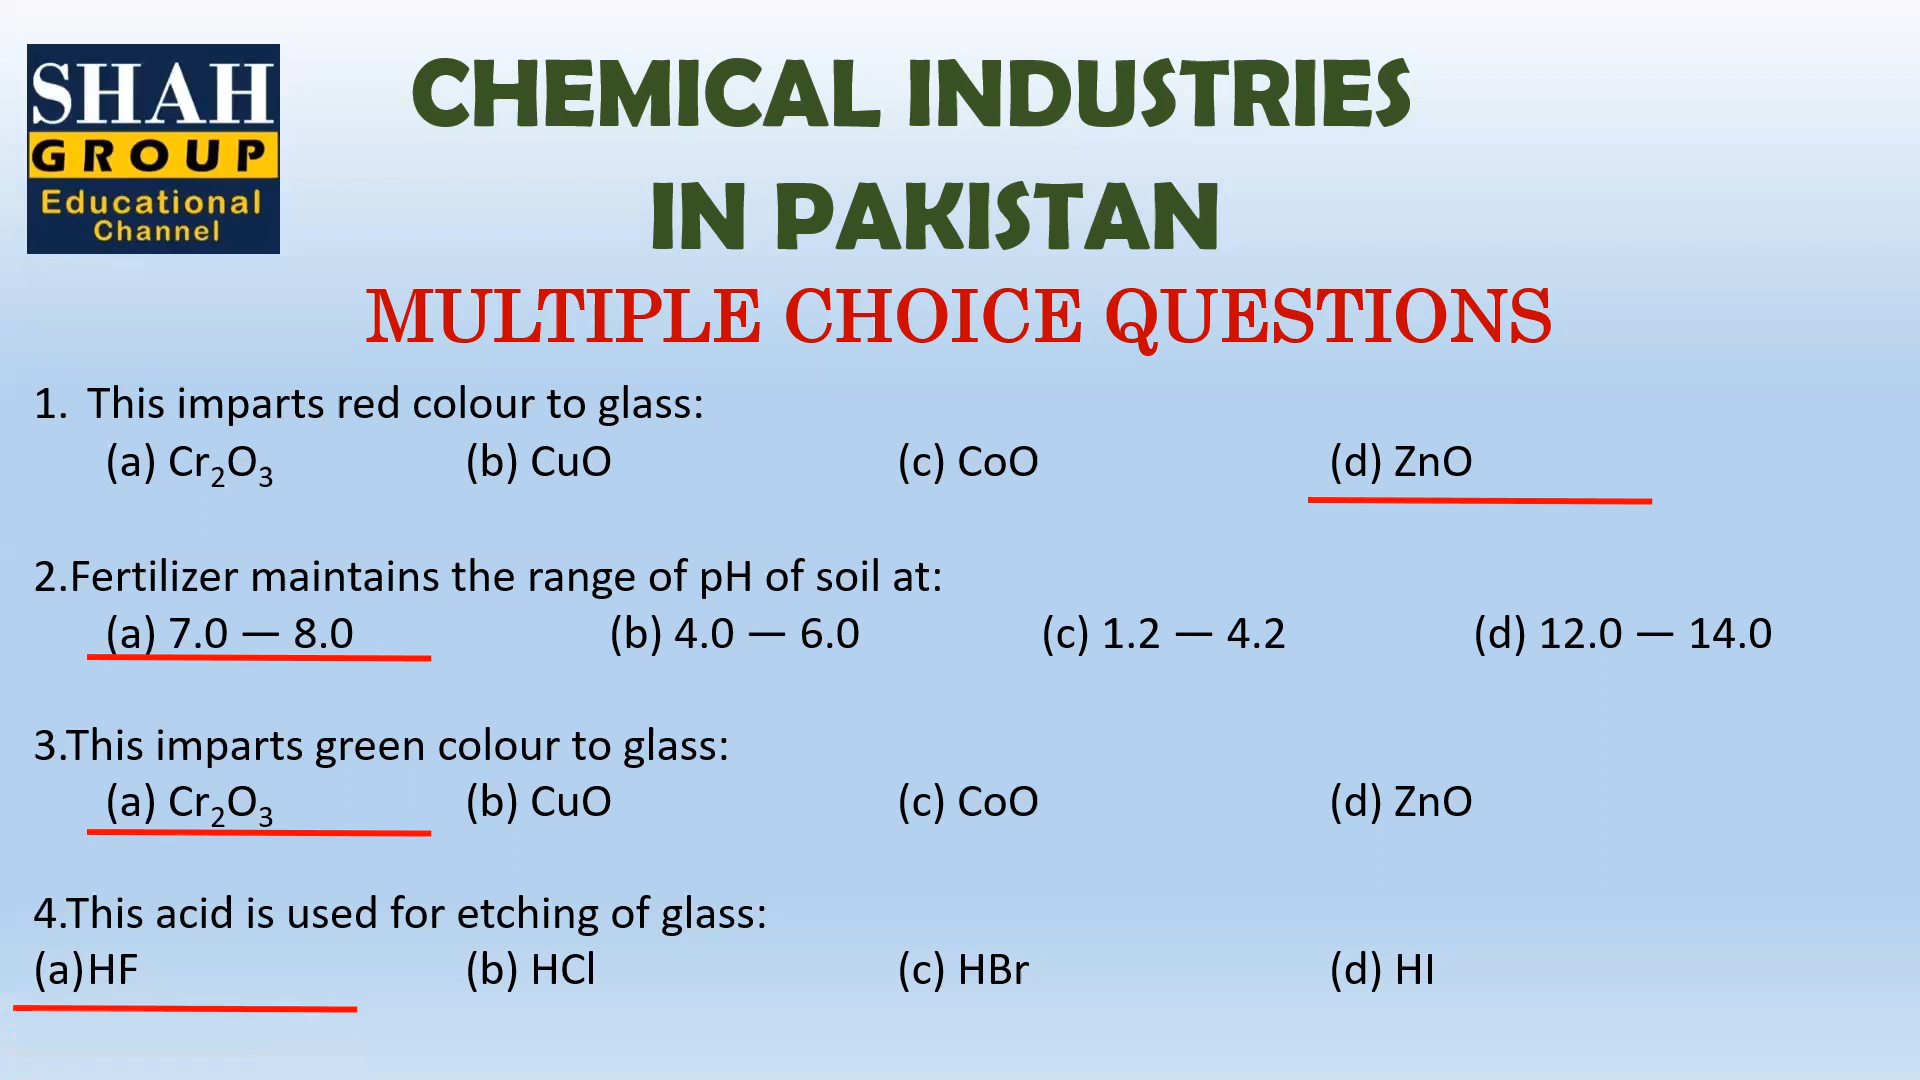 SHAH
GROUP
Educational
Channel
CHEMICAL INDUSTRIES
IN PAKISTAN
MULTIPLE CHOICE QUESTIONS
1. This imparts red colour to glass:
(a) Cr₂O₃ (b) CuO (c) CoO (d) ZnO
2.Fertilizer maintains the range of pH of soil at:
(a) 7.0 — 8.0 (b) 4.0 — 6.0 (c) 1.2 — 4.2 (d) 12.0 — 14.0
3.This imparts green colour to glass:
(a) Cr₂O₃ (b) CuO (c) CoO (d) ZnO
4.This acid is used for etching of glass:
(a)HF (b) HCl (c) HBr (d) HI